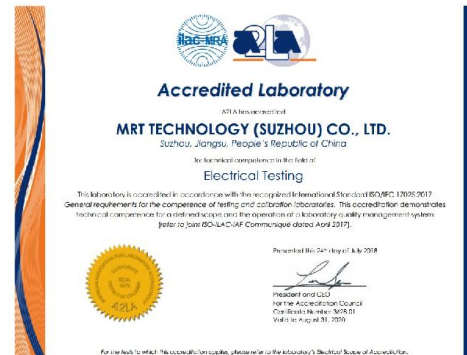 ilac-MRA
A2LA
Accredited Laboratory
A2LA has accredited
MRT TECHNOLOGY (SUZHOU) CO., LTD.
Suzhou, Jiangsu, People's Republic of China
for technical competence in the field of
Electrical Testing
This laboratory is accredited in accordance with the recognized International Standard ISO/IEC 17025:2017
General requirements for the competence of testing and calibration laboratories. This accreditation demonstrates
technical competence for a defined scope and the operation of a laboratory quality management system
(refer to joint ISO-ILAC-IAF Communiqué dated April 2017).
Presented this 24th day of July 2018.
President and CEO
For the Accreditation Council
Certificate Number 3628.01
Valid to August 31, 2020
A2LA
For the tests to which this accreditation applies, please refer to the laboratory's Electrical Scope of Accreditation.